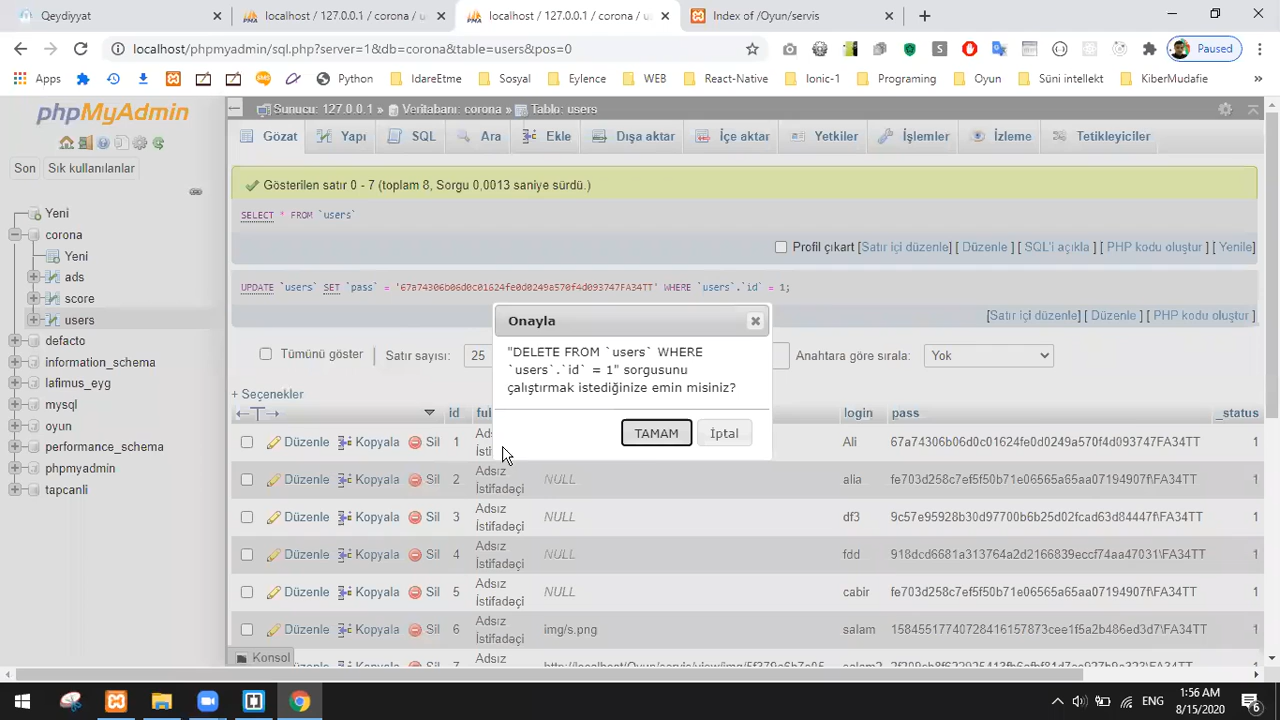 Qeydiyyat
localhost / 127.0.0.1 / corona / u
localhost / 127.0.0.1 / corona / u
Index of /Oyun/servis
localhost/phpmyadmin/sql.php?server=1&db=corona&table=users&pos=0
Paused
Apps
Python
IdareEtme
Sosyal
Eylence
WEB
React-Native
Ionic-1
Programing
Oyun
Süni intellekt
KiberMudafie
phpMyAdmin
Son
Sık kullanılanlar
Yeni
corona
Yeni
ads
score
users
defacto
information_schema
lafimus_eyg
mysql
oyun
performance_schema
phpmyadmin
tapcanli
Sunucu: 127.0.0.1 » Veritabanı: corona » Tablo: users
Gözat
Yapı
SQL
Ara
Ekle
Dışa aktar
İçe aktar
Yetkiler
İşlemler
İzleme
Tetikleyiciler
Gösterilen satır 0 - 7 (toplam 8, Sorgu 0,0013 saniye sürdü.)
SELECT * FROM `users`
Profil çıkart [Satır içi düzenle] [ Düzenle ] [ SQL'i açıkla ] [ PHP kodu oluştur ] [ Yenile]
UPDATE `users` SET `pass` = '67a74306b06d0c01624fe0d0249a570f4d093747FA34TT' WHERE `users`.`id` = 1;
[Satır içi düzenle] [ Düzenle ] [ PHP kodu oluştur ]
Onayla
"DELETE FROM `users` WHERE
`users`.`id` = 1" sorgusunu
çalıştırmak istediğinize emin misiniz?
TAMAM
İptal
Tümünü göster
Satır sayısı: 25
Anahtara göre sırala: Yok
+ Seçenekler
id
login
pass
_status
Düzenle Kopyala Sil 1 Ali 67a74306b06d0c01624fe0d0249a570f4d093747FA34TT 1
Düzenle Kopyala Sil 2 Adsız İstifadəçi NULL alia fe703d258c7ef5f50b71e06565a65aa07194907f\FA34TT 1
Düzenle Kopyala Sil 3 Adsız İstifadəçi NULL df3 9c57e95928b30d97700b6b25d02fcad63d84447f\FA34TT 1
Düzenle Kopyala Sil 4 Adsız İstifadəçi NULL fdd 918dcd6681a313764a2d2166839eccf74aa47031\FA34TT 1
Düzenle Kopyala Sil 5 Adsız İstifadəçi cabir fe703d258c7ef5f50b71e06565a65aa07194907f\FA34TT 1
Düzenle Kopyala Sil 6 Adsız İstifadəçi img/s.png salam 1584551774072841615787​3cee1f5a2b486ed3d7\FA34TT 1
Konsol
ENG
1:56 AM
8/15/2020